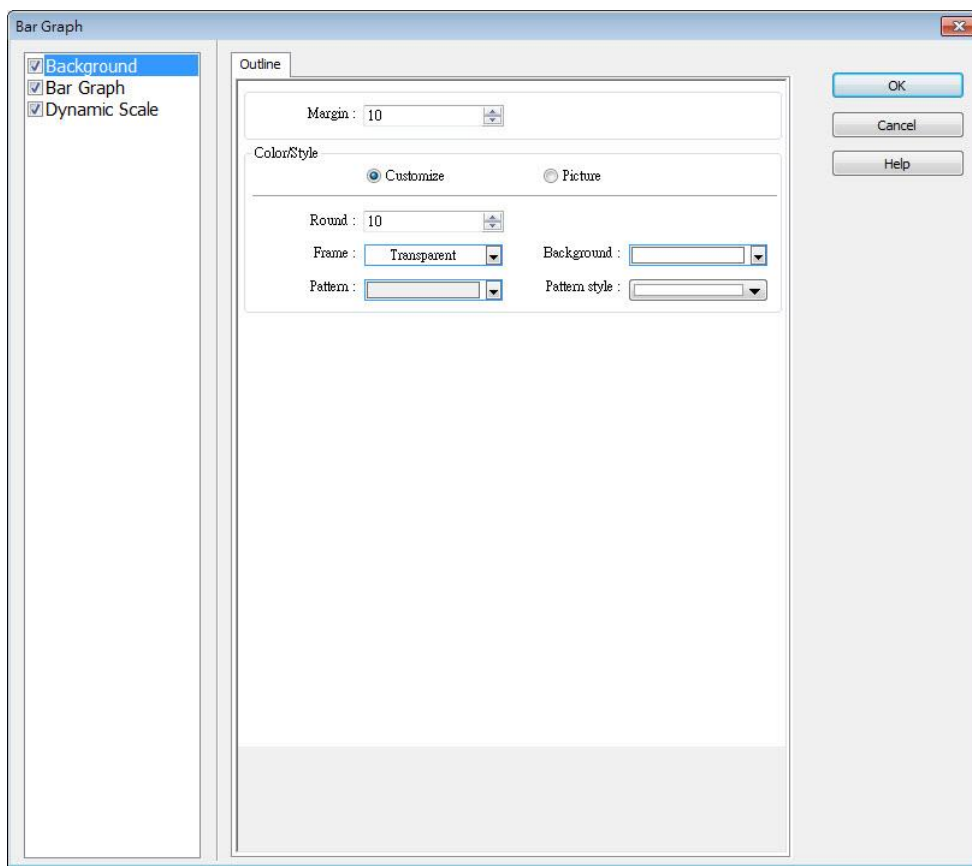 Bar Graph
Background
Bar Graph
Dynamic Scale
Outline
Margin : 10
Color/Style
Customize Picture
Round : 10
Frame : Transparent Background :
Pattern : Pattern style :
OK
Cancel
Help